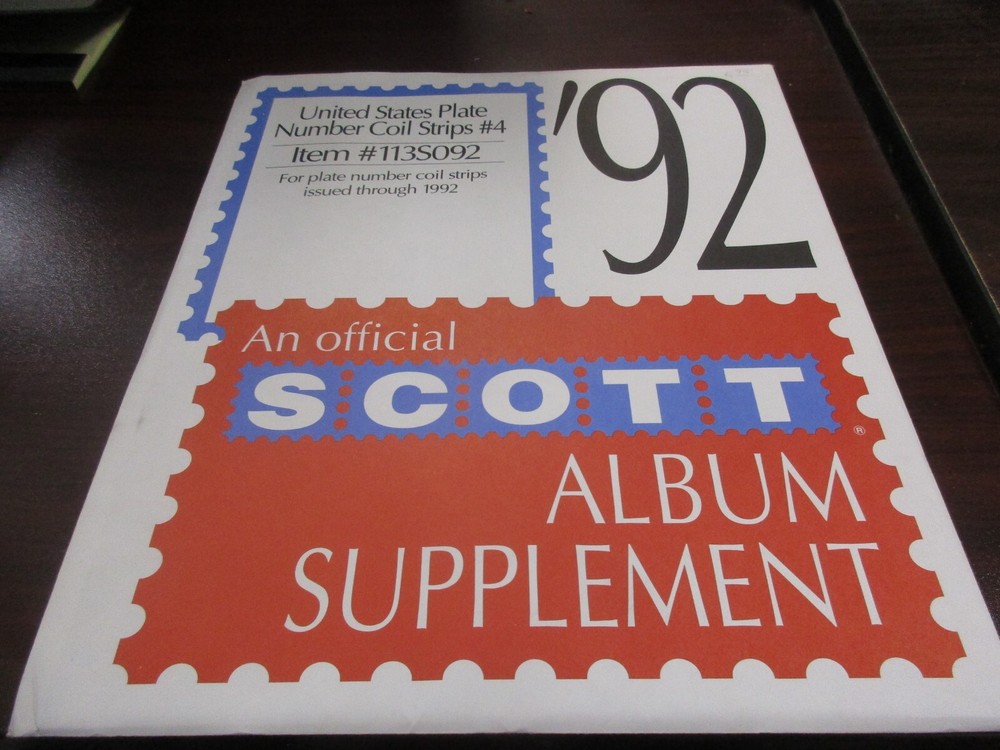 United States Plate
Number Coil Strips #4
Item #113S092
For plate number coil strips
issued through 1992
'92
An official
SCOTT®
ALBUM
SUPPLEMENT